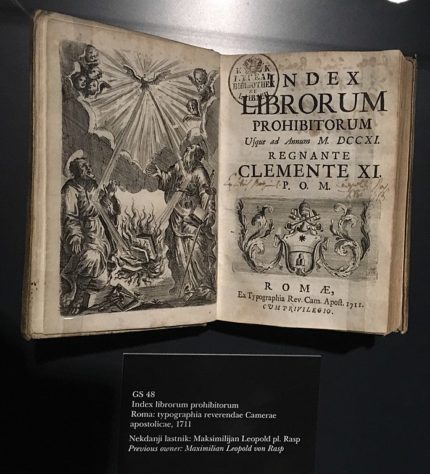 INDEX
LIBRORUM
PROHIBITORUM
Usque ad Annum M. DCCXI.
REGNANTE
CLEMENTE XI.
P. O. M.
ROMÆ,
Ex Typographia Rev. Cam. Apost. 1711.
CUM PRIVILEGIO.
GS 48
Index librorum prohibitorum
Roma: typographia reverendae Camerae
apostolicae, 1711
Nekdanji lastnik: Maksimilijan Leopold pl. Rasp
Previous owner: Maximilian Leopold von Rasp